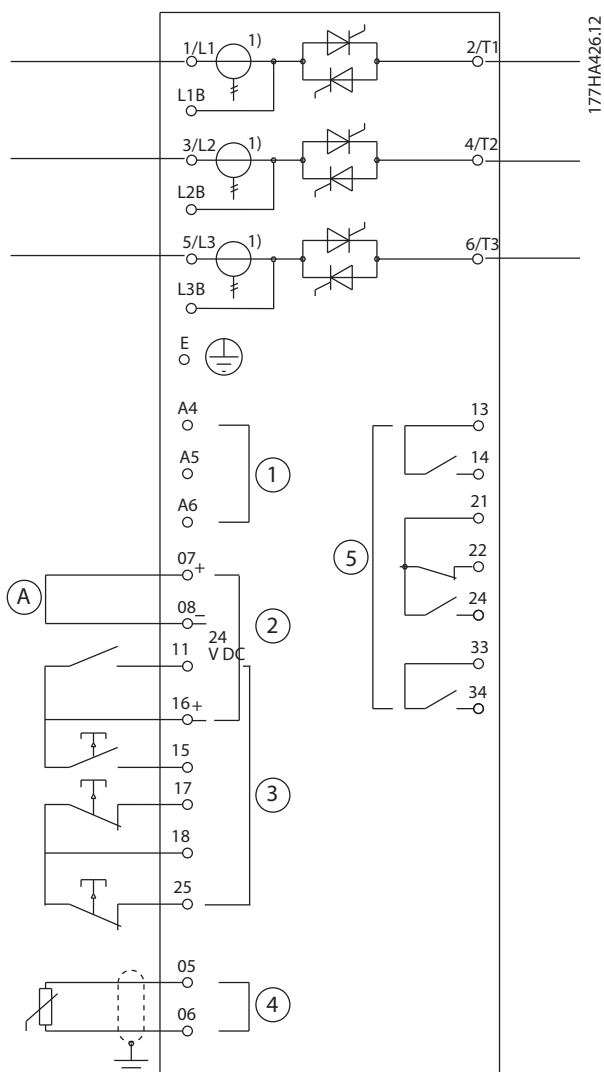 177HA426.12
1/L1 1) 2/T1
L1B
3/L2 1) 4/T2
L2B
5/L3 1) 6/T3
L3B
E
A4
A5
A6
1
13
14
21
22
24
33
34
5
A
07 +
08 –
24
V DC
2
11
16 +
15
17
18
25
3
05
06
4